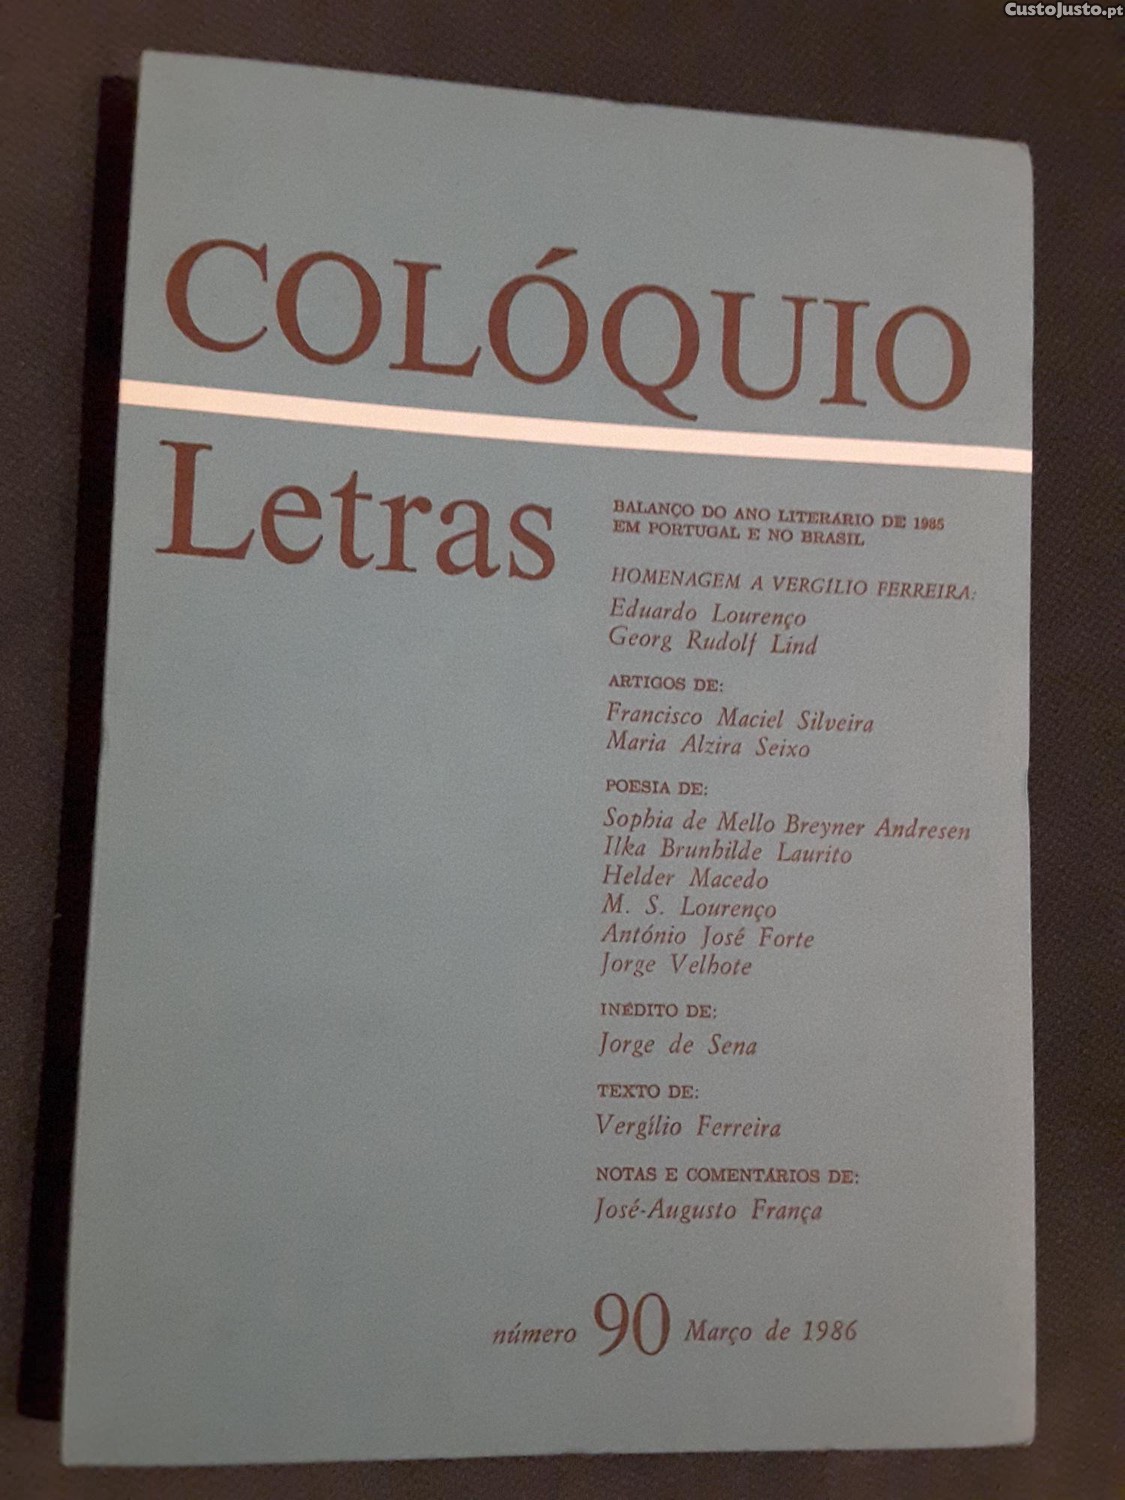 CustoJusto.pt
COLÓQUIO
Letras
BALANÇO DO ANO LITERÁRIO DE 1985
EM PORTUGAL E NO BRASIL
HOMENAGEM A VERGÍLIO FERREIRA:
Eduardo Lourenço
Georg Rudolf Lind
ARTIGOS DE:
Francisco Maciel Silveira
Maria Alzira Seixo
POESIA DE:
Sophia de Mello Breyner Andresen
Ilka Brunhilde Laurito
Helder Macedo
M. S. Lourenço
António José Forte
Jorge Velhote
INÉDITO DE:
Jorge de Sena
TEXTO DE:
Vergílio Ferreira
NOTAS E COMENTÁRIOS DE:
José-Augusto França
número 90 Março de 1986